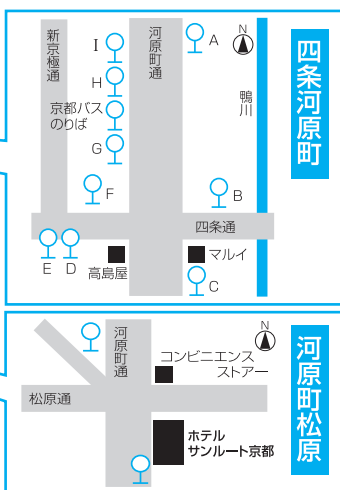 四条河原町
N
A
I
H
京都バス
のりば
G
F
B
新京極通
河原町通
鴨川
四条通
E
D
高島屋
マルイ
C
河原町松原
N
河原町通
コンビニエンス
ストアー
松原通
ホテル
サンルート京都